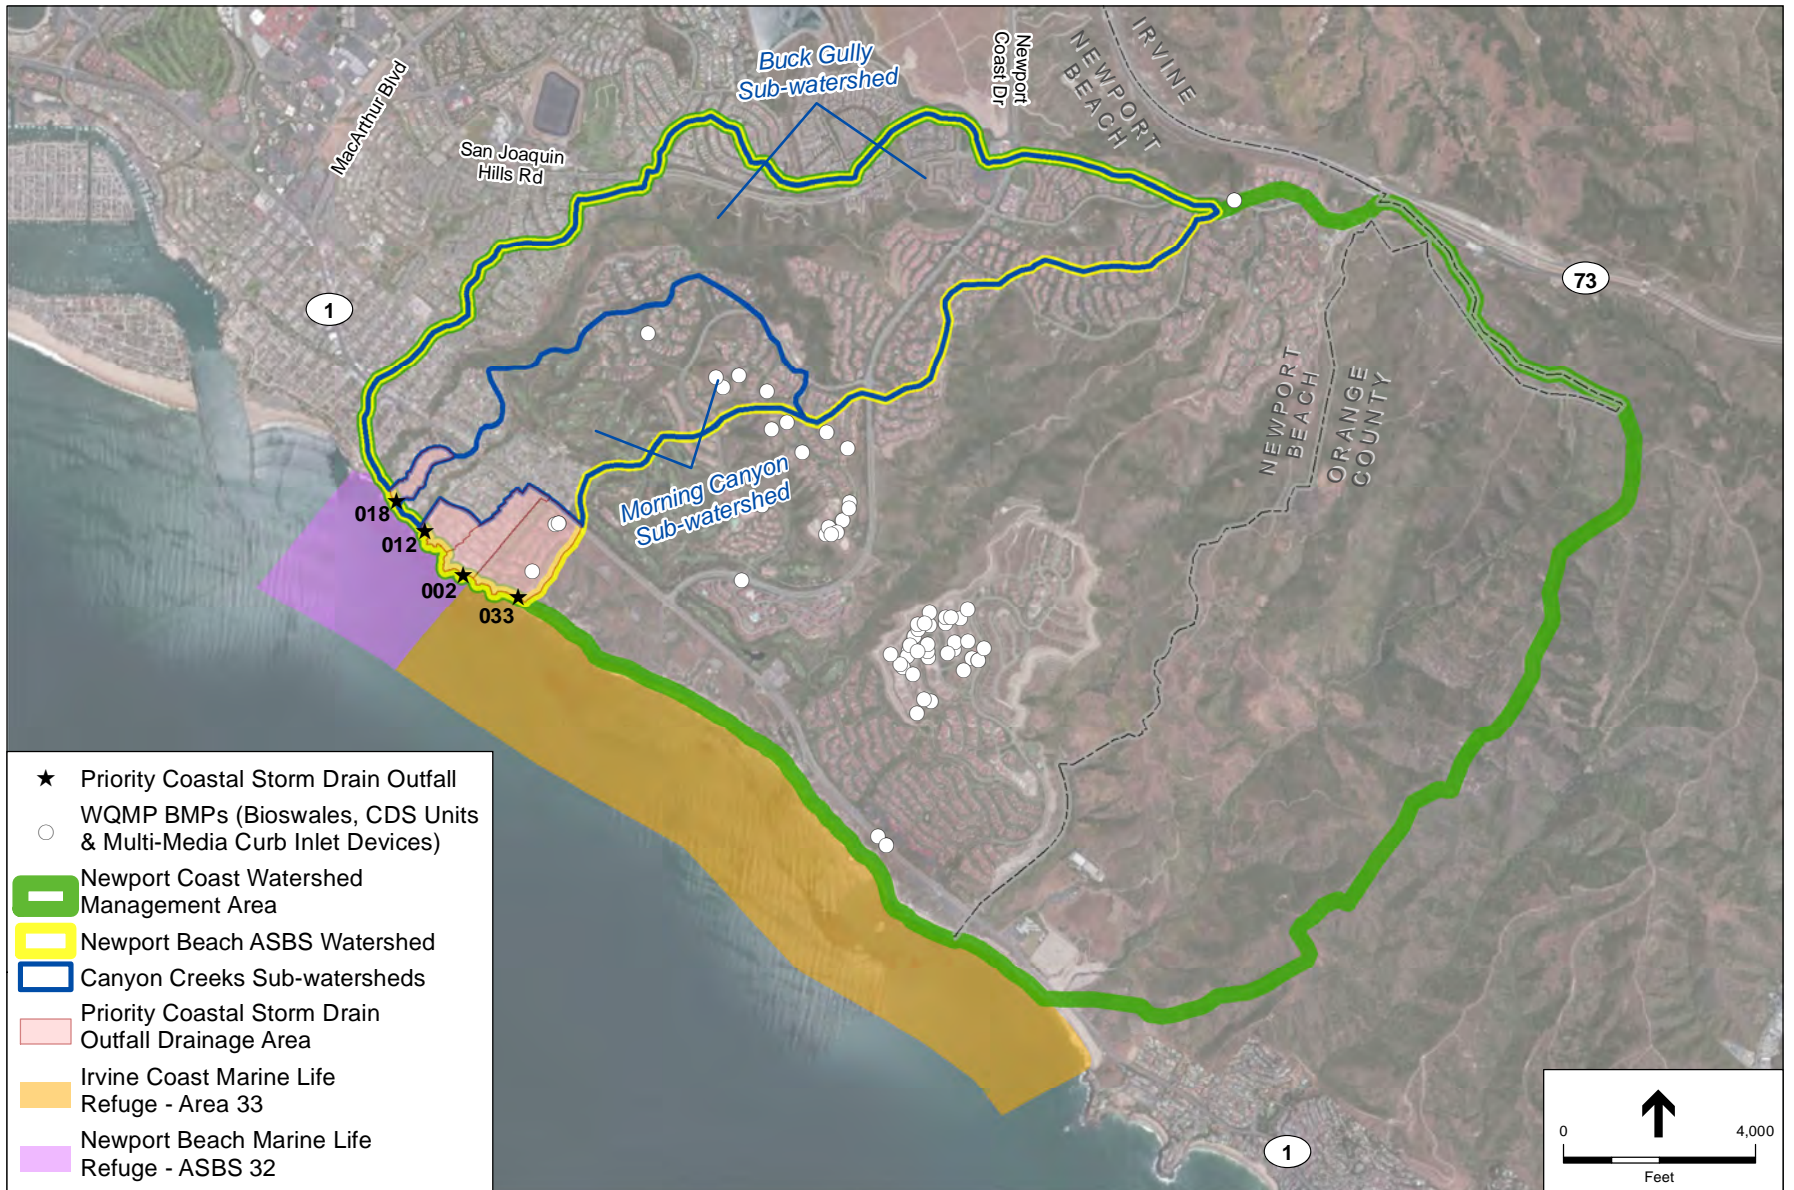 Buck Gully
Sub-watershed
Newport
Coast Dr
IRVINE
NEWPORT
BEACH
MacArthur Blvd
San Joaquin
Hills Rd
73
1
NEWPORT
BEACH
ORANGE
COUNTY
Morning Canyon
Sub-watershed
018
012
002
033
★ Priority Coastal Storm Drain Outfall
WQMP BMPs (Bioswales, CDS Units
& Multi-Media Curb Inlet Devices)
Newport Coast Watershed
Management Area
Newport Beach ASBS Watershed
Canyon Creeks Sub-watersheds
Priority Coastal Storm Drain
Outfall Drainage Area
Irvine Coast Marine Life
Refuge - Area 33
Newport Beach Marine Life
Refuge - ASBS 32
1
0 4,000
Feet